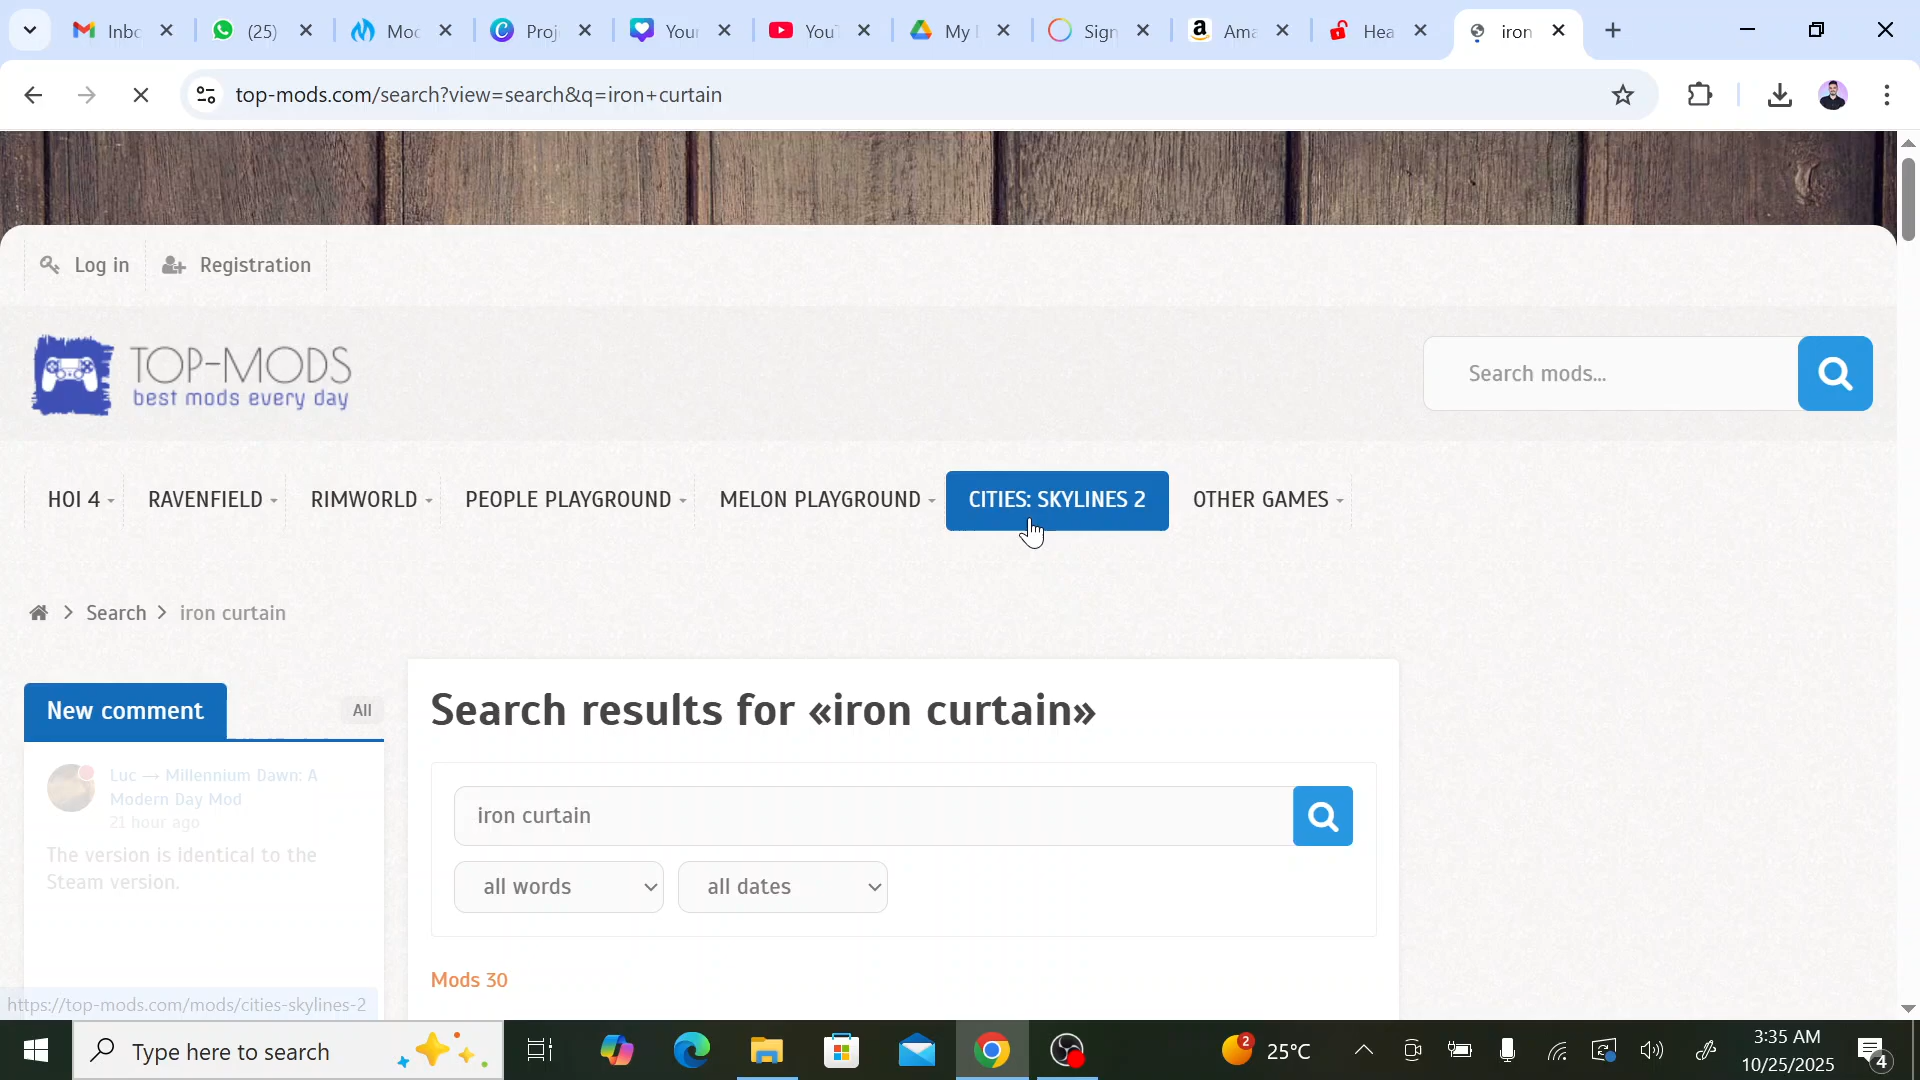 Inbc
(25)
Moc
Proj
Your
You
My I
Sign
Ama
Hea
iron
top-mods.com/search?view=search&q=iron+curtain
Log in
Registration
TOP-MODS
best mods every day
Search mods...
HOI 4
RAVENFIELD
RIMWORLD
PEOPLE PLAYGROUND
MELON PLAYGROUND
CITIES: SKYLINES 2
OTHER GAMES
Search
iron curtain
New comment
All
Luc → Millennium Dawn: A
Modern Day Mod
21 hour ago
The version is identical to the
Steam version.
Search results for «iron curtain»
iron curtain
all words
all dates
Mods 30
https://top-mods.com/mods/cities-skylines-2
Type here to search
2
25°C
3:35 AM
10/25/2025
4